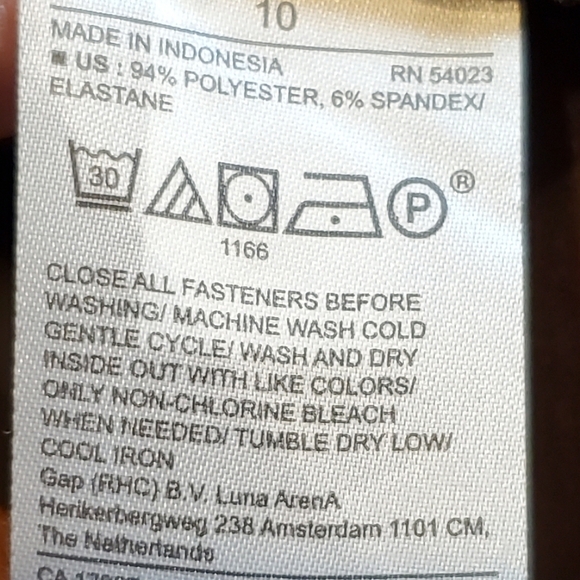 10
MADE IN INDONESIA RN 54023
US : 94% POLYESTER, 6% SPANDEX/
ELASTANE
30 P ®
1166
CLOSE ALL FASTENERS BEFORE
WASHING/ MACHINE WASH COLD
GENTLE CYCLE/ WASH AND DRY
INSIDE OUT WITH LIKE COLORS/
ONLY NON-CHLORINE BLEACH
WHEN NEEDED/ TUMBLE DRY LOW/
COOL IRON
Gap (RHC) B.V. Luna ArenA
Herikerbergweg 238 Amsterdam 1101 CM,
The Netherlands
CA